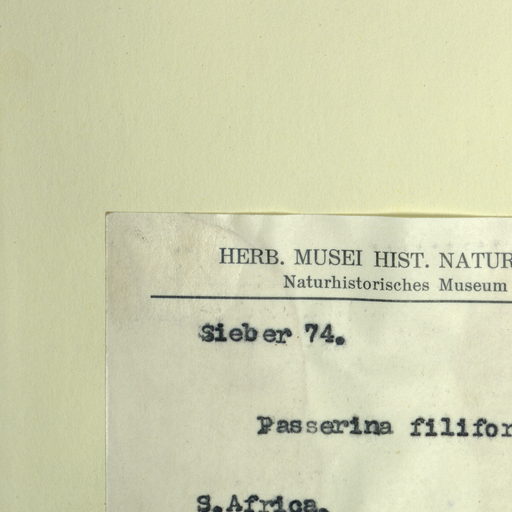 HERB. MUSEI HIST. NATUR
Naturhistorisches Museum
Sieber 74.
Passerina filifor
S.Africa.